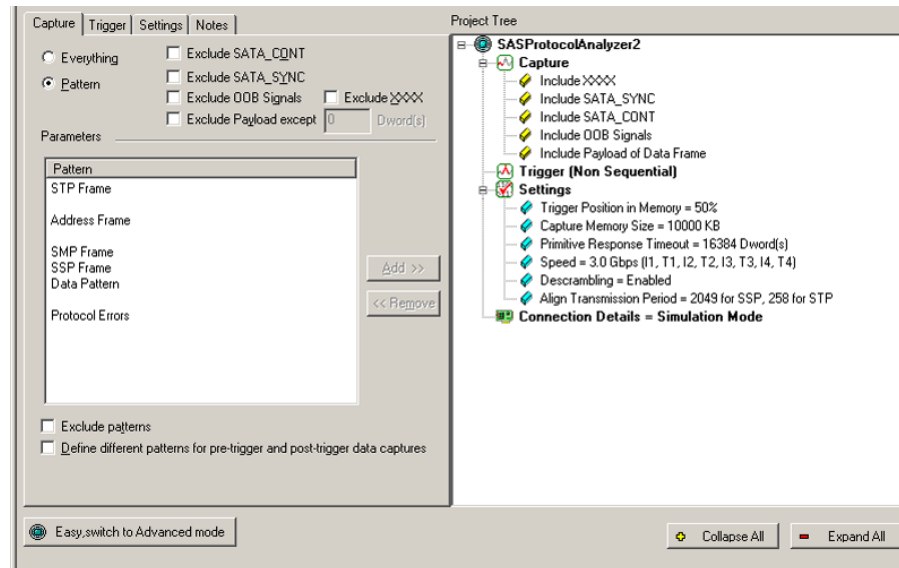 Capture
Trigger
Settings
Notes
Everything
Pattern
Exclude SATA_CONT
Exclude SATA_SYNC
Exclude OOB Signals
Exclude XXXX
Exclude Payload except
0
Dword(s)
Parameters
Pattern
STP Frame
Address Frame
SMP Frame
SSP Frame
Data Pattern
Protocol Errors
Add >>
<< Remove
Exclude patterns
Define different patterns for pre-trigger and post-trigger data captures
Easy,switch to Advanced mode
Project Tree
SASProtocolAnalyzer2
Capture
Include XXXX
Include SATA_SYNC
Include SATA_CONT
Include OOB Signals
Include Payload of Data Frame
Trigger (Non Sequential)
Settings
Trigger Position in Memory = 50%
Capture Memory Size = 10000 KB
Primitive Response Timeout = 16384 Dword(s)
Speed = 3.0 Gbps (I1, T1, I2, T2, I3, T3, I4, T4)
Descrambling = Enabled
Align Transmission Period = 2049 for SSP, 258 for STP
Connection Details = Simulation Mode
Collapse All
Expand All